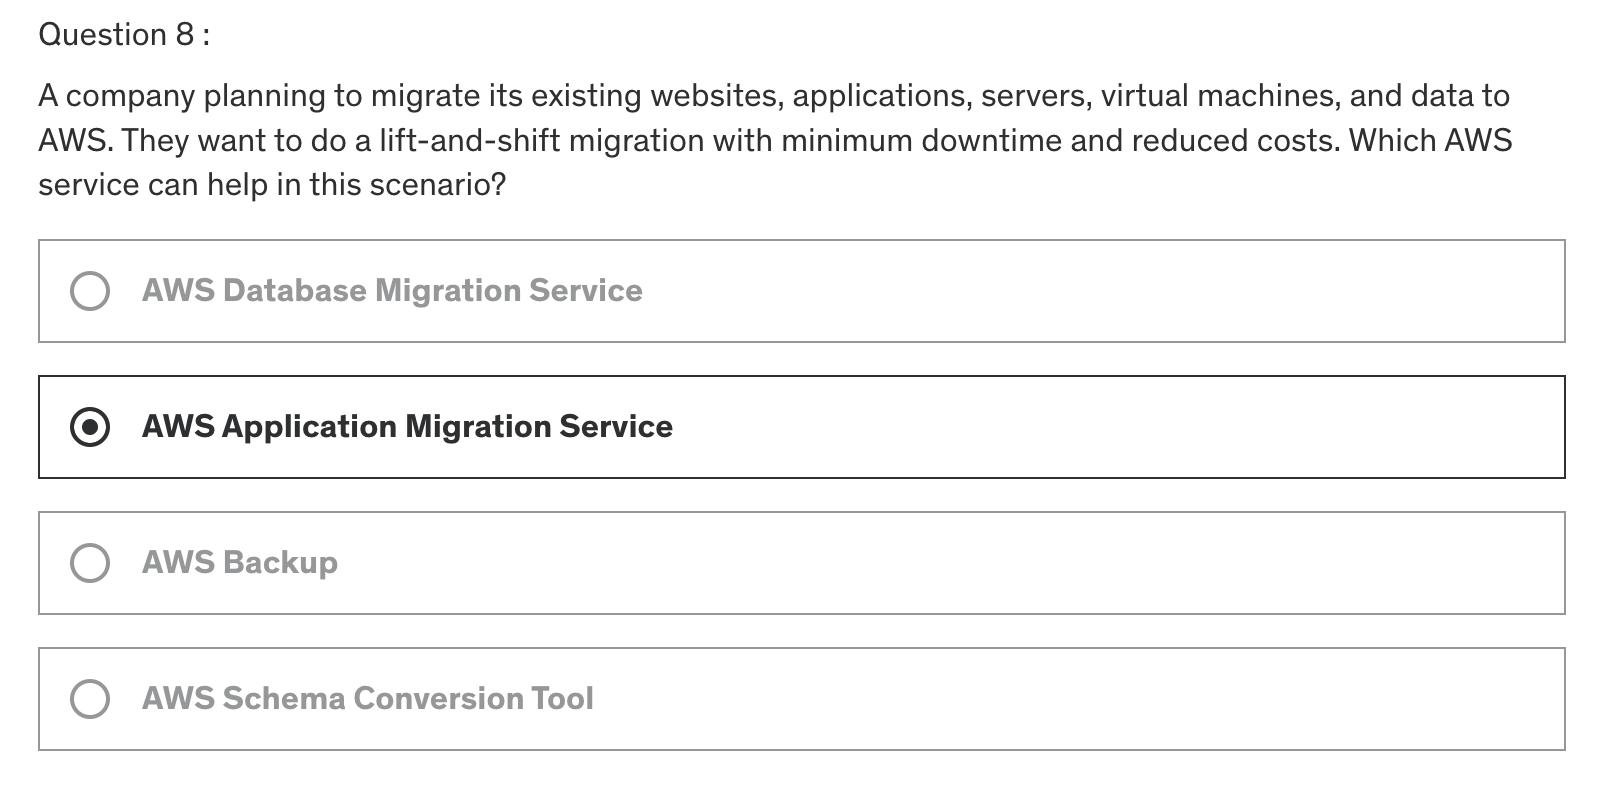 Question 8 :
A company planning to migrate its existing websites, applications, servers, virtual machines, and data to
AWS. They want to do a lift-and-shift migration with minimum downtime and reduced costs. Which AWS
service can help in this scenario?
AWS Database Migration Service
AWS Application Migration Service
AWS Backup
AWS Schema Conversion Tool